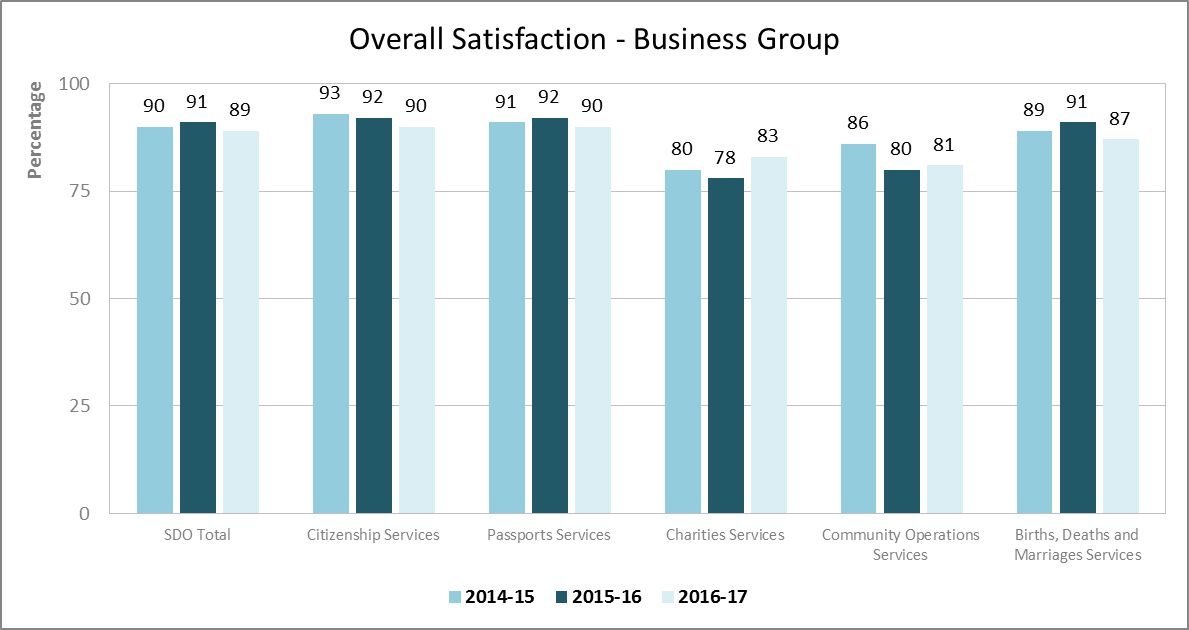 Overall Satisfaction - Business Group
Percentage
100
75
50
25
0
90 91 89
93 92 90
91 92 90
80 78 83
86 80 81
89 91 87
SDO Total
Citizenship Services
Passports Services
Charities Services
Community Operations
Services
Births, Deaths and
Marriages Services
2014-15 2015-16 2016-17